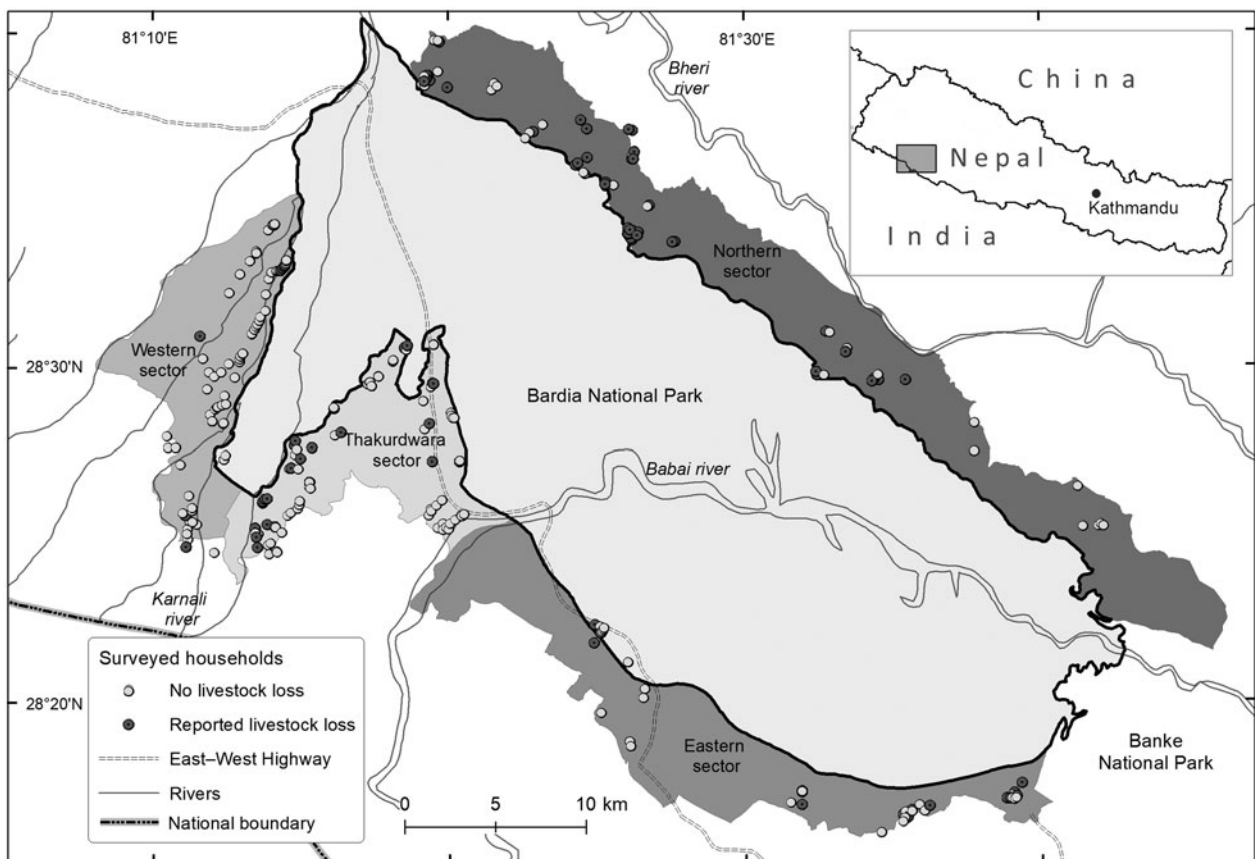 81°10'E
81°30'E
Bheri
river
China
Nepal
Kathmandu
India
Northern
sector
28°30'N
Western
sector
Bardia National Park
Thakurdwara
sector
Babai river
Karnali
river
28°20'N
Eastern
sector
Banke
National Park
Surveyed households
No livestock loss
Reported livestock loss
East–West Highway
Rivers
National boundary
0 5 10 km